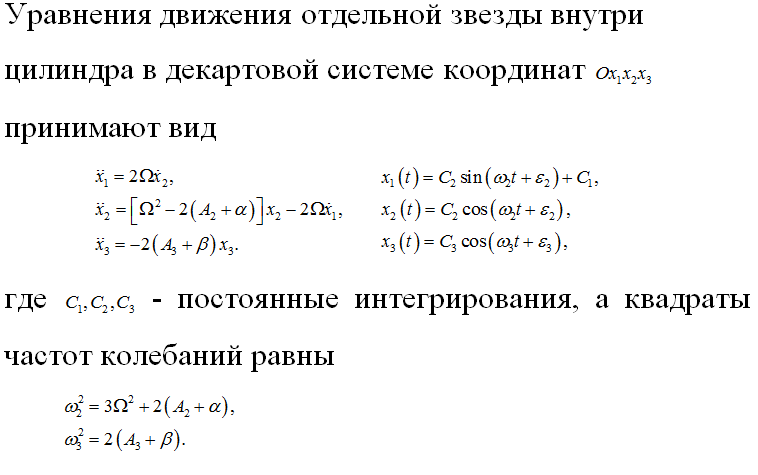 Уравнения движения отдельной звезды внутри
цилиндра в декартовой системе координат Ox₁x₂x₃
принимают вид
ẍ₁ = 2Ωẋ₂, x₁(t) = C₂ sin(ω₂t + ε₂) + C₁,
ẍ₂ = [Ω² − 2(A₂ + α)]x₂ − 2Ωẋ₁, x₂(t) = C₂ cos(ω₂t + ε₂),
ẍ₃ = −2(A₃ + β)x₃. x₃(t) = C₃ cos(ω₃t + ε₃),
где C₁, C₂, C₃ - постоянные интегрирования, а квадраты
частот колебаний равны
ω₂² = 3Ω² + 2(A₂ + α),
ω₃² = 2(A₃ + β).